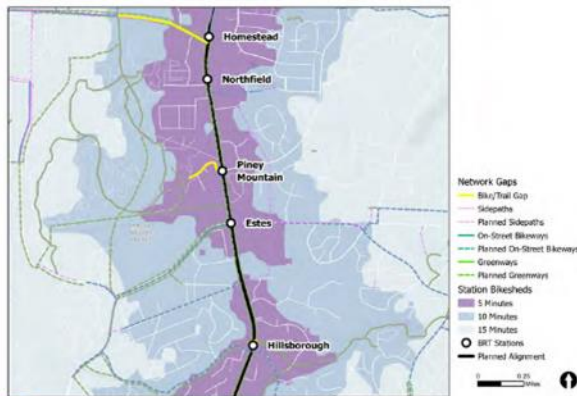 Homestead
Northfield
Piney
Mountain
Estes
Hillsborough
Network Gaps
Bike/Trail Gap
Sidepaths
Planned Sidepaths
On-Street Bikeways
Planned On-Street Bikeways
Greenways
Planned Greenways
Station Bikesheds
5 Minutes
10 Minutes
15 Minutes
BRT Stations
Planned Alignment
0 0.25
Miles